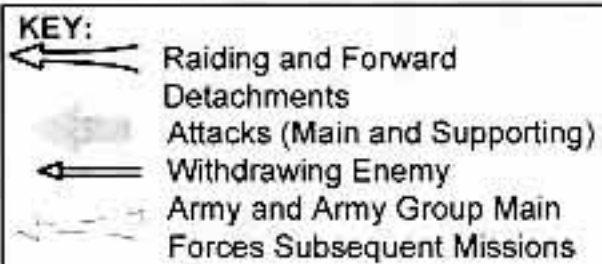 KEY:
Raiding and Forward
Detachments
Attacks (Main and Supporting)
Withdrawing Enemy
Army and Army Group Main
Forces Subsequent Missions